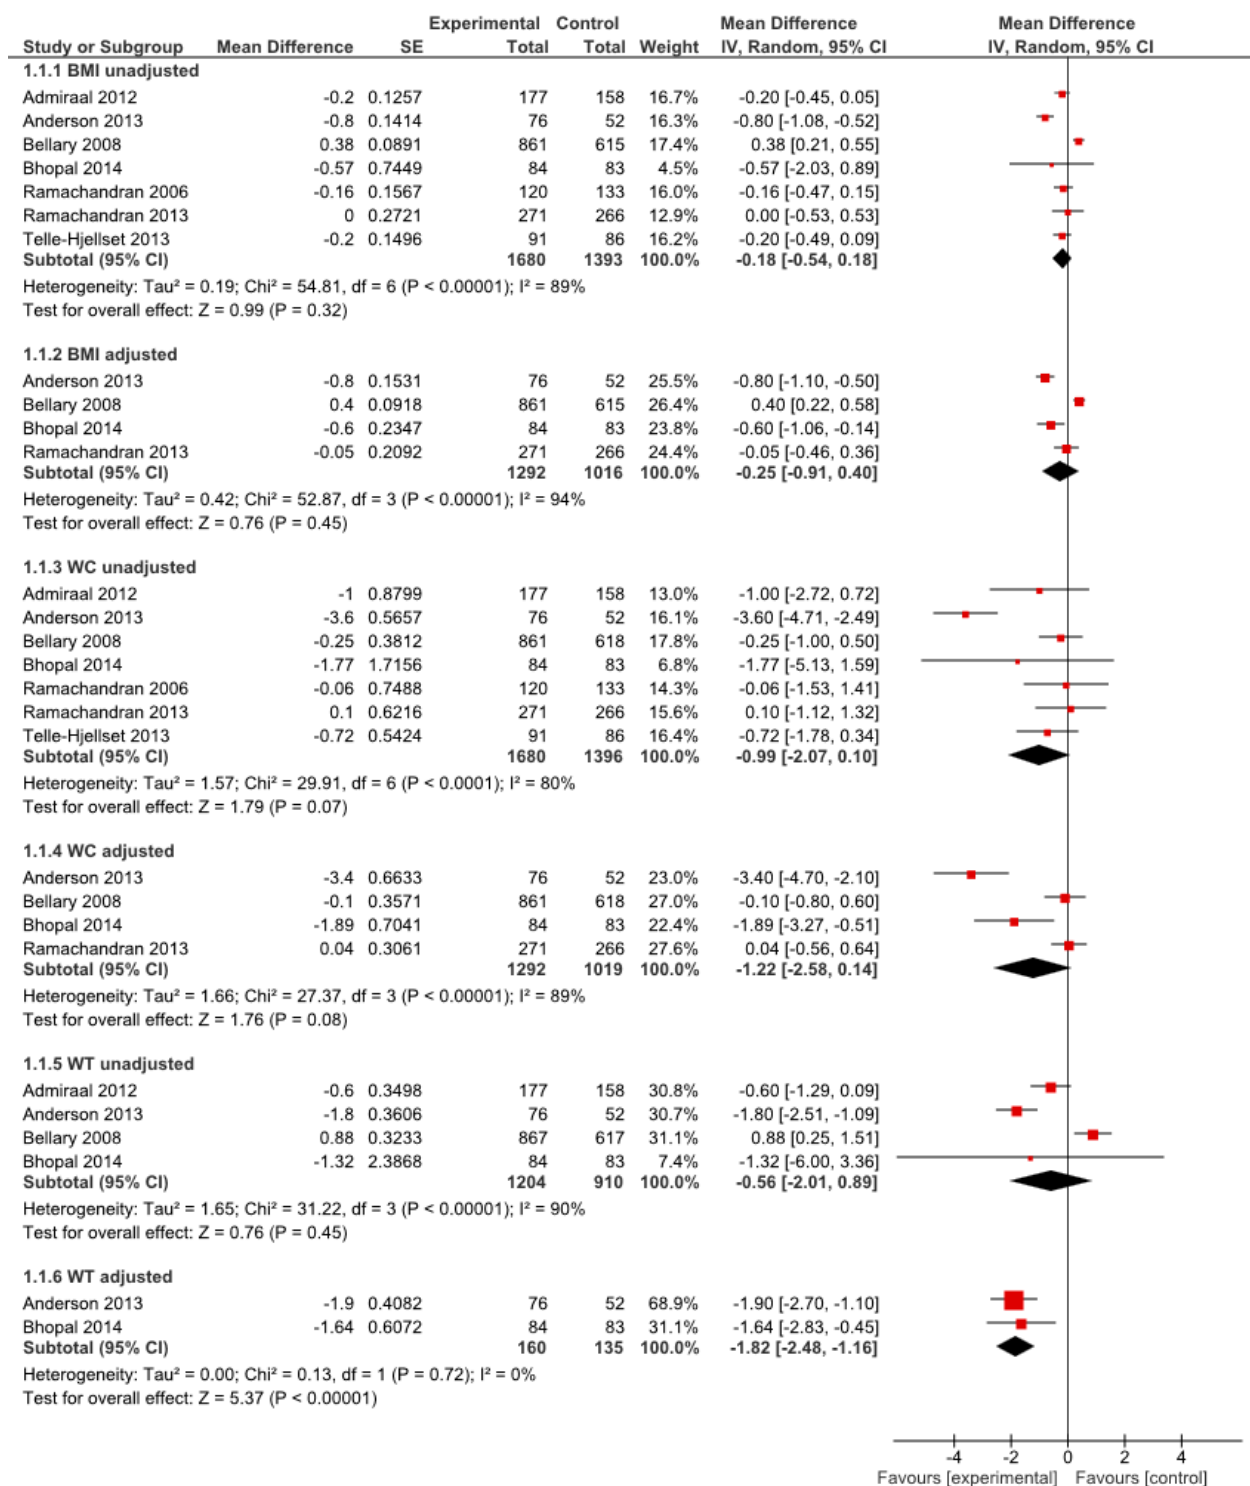 Experimental Control Mean Difference Mean Difference
Study or Subgroup Mean Difference SE Total Total Weight IV, Random, 95% CI IV, Random, 95% CI
1.1.1 BMI unadjusted
Admiraal 2012 -0.2 0.1257 177 158 16.7% -0.20 [-0.45, 0.05]
Anderson 2013 -0.8 0.1414 76 52 16.3% -0.80 [-1.08, -0.52]
Bellary 2008 0.38 0.0891 861 615 17.4% 0.38 [0.21, 0.55]
Bhopal 2014 -0.57 0.7449 84 83 4.5% -0.57 [-2.03, 0.89]
Ramachandran 2006 -0.16 0.1567 120 133 16.0% -0.16 [-0.47, 0.15]
Ramachandran 2013 0 0.2721 271 266 12.9% 0.00 [-0.53, 0.53]
Telle-Hjellset 2013 -0.2 0.1496 91 86 16.2% -0.20 [-0.49, 0.09]
Subtotal (95% CI) 1680 1393 100.0% -0.18 [-0.54, 0.18]
Heterogeneity: Tau² = 0.19; Chi² = 54.81, df = 6 (P < 0.00001); I² = 89%
Test for overall effect: Z = 0.99 (P = 0.32)
1.1.2 BMI adjusted
Anderson 2013 -0.8 0.1531 76 52 25.5% -0.80 [-1.10, -0.50]
Bellary 2008 0.4 0.0918 861 615 26.4% 0.40 [0.22, 0.58]
Bhopal 2014 -0.6 0.2347 84 83 23.8% -0.60 [-1.06, -0.14]
Ramachandran 2013 -0.05 0.2092 271 266 24.4% -0.05 [-0.46, 0.36]
Subtotal (95% CI) 1292 1016 100.0% -0.25 [-0.91, 0.40]
Heterogeneity: Tau² = 0.42; Chi² = 52.87, df = 3 (P < 0.00001); I² = 94%
Test for overall effect: Z = 0.76 (P = 0.45)
1.1.3 WC unadjusted
Admiraal 2012 -1 0.8799 177 158 13.0% -1.00 [-2.72, 0.72]
Anderson 2013 -3.6 0.5657 76 52 16.1% -3.60 [-4.71, -2.49]
Bellary 2008 -0.25 0.3812 861 618 17.8% -0.25 [-1.00, 0.50]
Bhopal 2014 -1.77 1.7156 84 83 6.8% -1.77 [-5.13, 1.59]
Ramachandran 2006 -0.06 0.7488 120 133 14.3% -0.06 [-1.53, 1.41]
Ramachandran 2013 0.1 0.6216 271 266 15.6% 0.10 [-1.12, 1.32]
Telle-Hjellset 2013 -0.72 0.5424 91 86 16.4% -0.72 [-1.78, 0.34]
Subtotal (95% CI) 1680 1396 100.0% -0.99 [-2.07, 0.10]
Heterogeneity: Tau² = 1.57; Chi² = 29.91, df = 6 (P < 0.0001); I² = 80%
Test for overall effect: Z = 1.79 (P = 0.07)
1.1.4 WC adjusted
Anderson 2013 -3.4 0.6633 76 52 23.0% -3.40 [-4.70, -2.10]
Bellary 2008 -0.1 0.3571 861 618 27.0% -0.10 [-0.80, 0.60]
Bhopal 2014 -1.89 0.7041 84 83 22.4% -1.89 [-3.27, -0.51]
Ramachandran 2013 0.04 0.3061 271 266 27.6% 0.04 [-0.56, 0.64]
Subtotal (95% CI) 1292 1019 100.0% -1.22 [-2.58, 0.14]
Heterogeneity: Tau² = 1.66; Chi² = 27.37, df = 3 (P < 0.00001); I² = 89%
Test for overall effect: Z = 1.76 (P = 0.08)
1.1.5 WT unadjusted
Admiraal 2012 -0.6 0.3498 177 158 30.8% -0.60 [-1.29, 0.09]
Anderson 2013 -1.8 0.3606 76 52 30.7% -1.80 [-2.51, -1.09]
Bellary 2008 0.88 0.3233 867 617 31.1% 0.88 [0.25, 1.51]
Bhopal 2014 -1.32 2.3868 84 83 7.4% -1.32 [-6.00, 3.36]
Subtotal (95% CI) 1204 910 100.0% -0.56 [-2.01, 0.89]
Heterogeneity: Tau² = 1.65; Chi² = 31.22, df = 3 (P < 0.00001); I² = 90%
Test for overall effect: Z = 0.76 (P = 0.45)
1.1.6 WT adjusted
Anderson 2013 -1.9 0.4082 76 52 68.9% -1.90 [-2.70, -1.10]
Bhopal 2014 -1.64 0.6072 84 83 31.1% -1.64 [-2.83, -0.45]
Subtotal (95% CI) 160 135 100.0% -1.82 [-2.48, -1.16]
Heterogeneity: Tau² = 0.00; Chi² = 0.13, df = 1 (P = 0.72); I² = 0%
Test for overall effect: Z = 5.37 (P < 0.00001)
-4 -2 0 2 4
Favours [experimental] Favours [control]